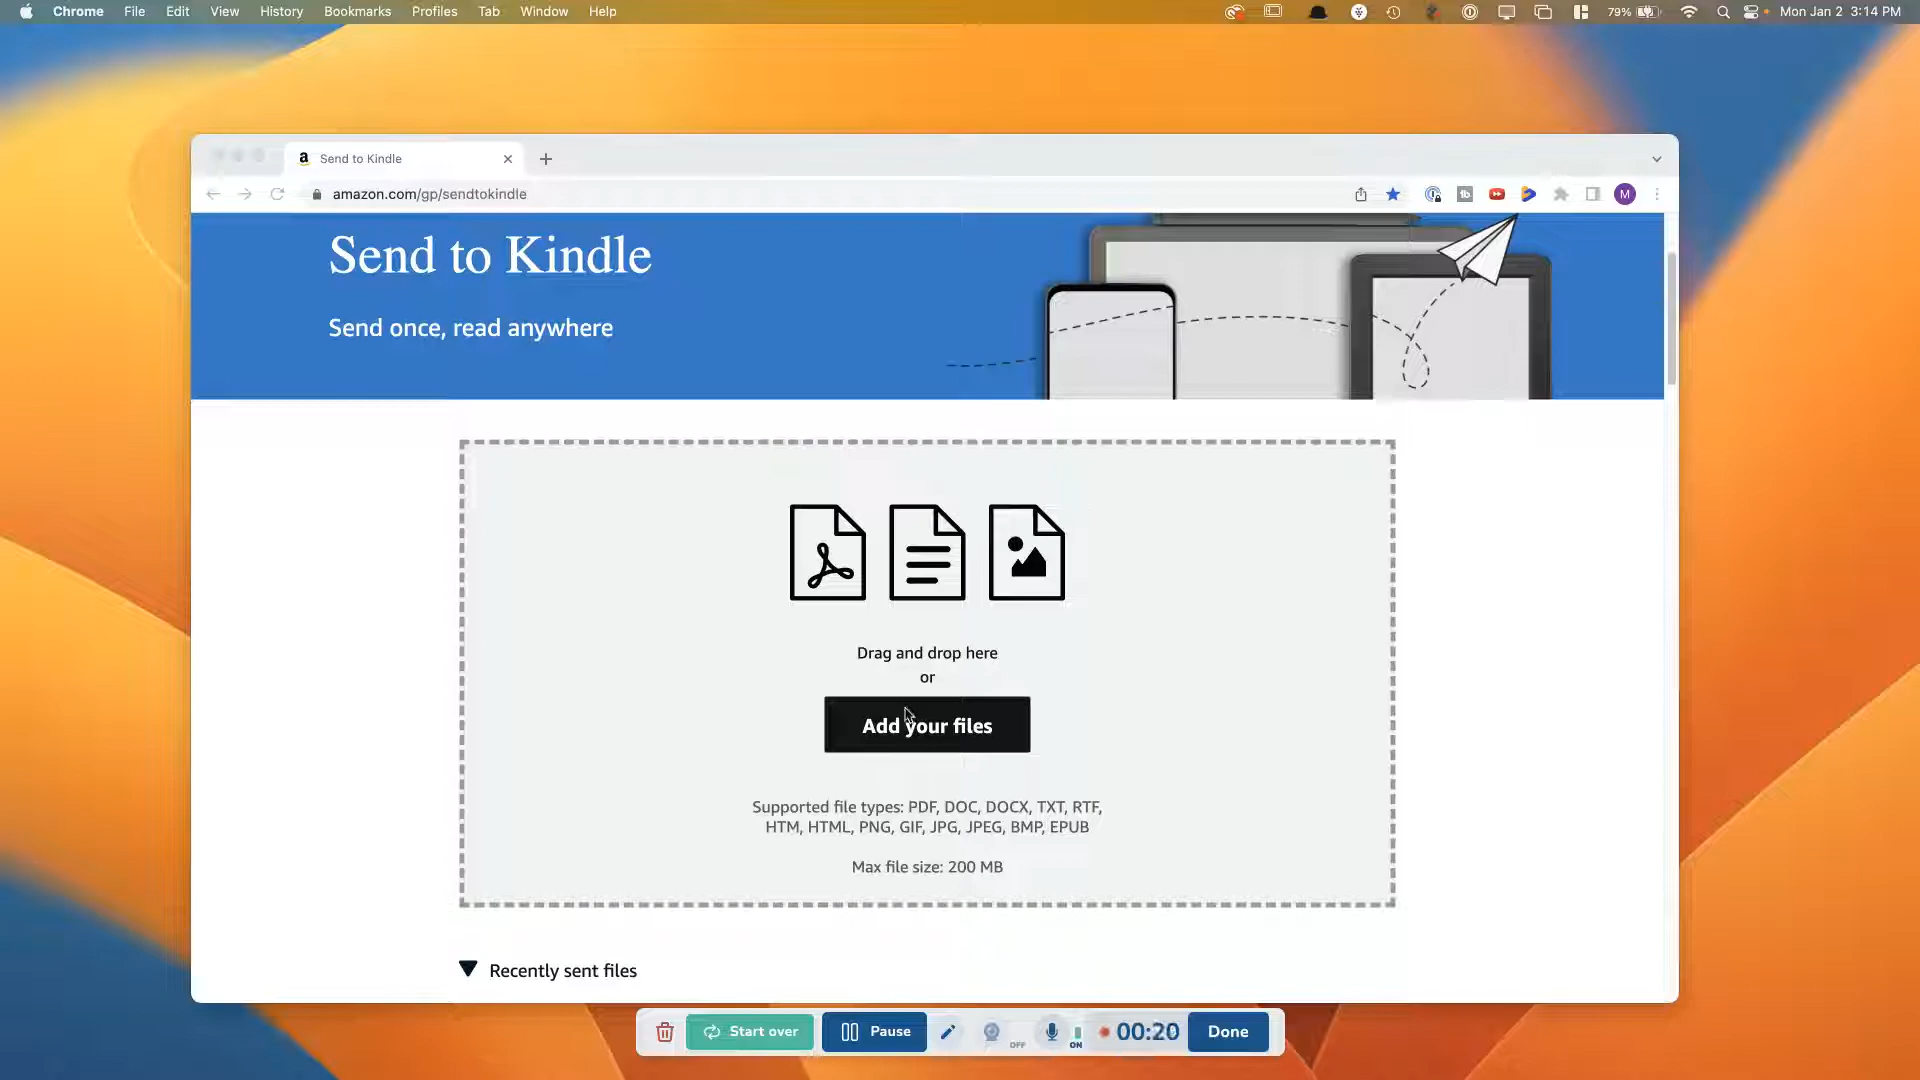 Chrome File Edit View History Bookmarks Profiles Tab Window Help 79% Mon Jan 2 3:14 PM
a Send to Kindle
amazon.com/gp/sendtokindle
tb
M
Send to Kindle
Send once, read anywhere
Drag and drop here
or
Add your files
Supported file types: PDF, DOC, DOCX, TXT, RTF,
HTM, HTML, PNG, GIF, JPG, JPEG, BMP, EPUB
Max file size: 200 MB
Recently sent files
Start over Pause OFF ON 00:20 Done